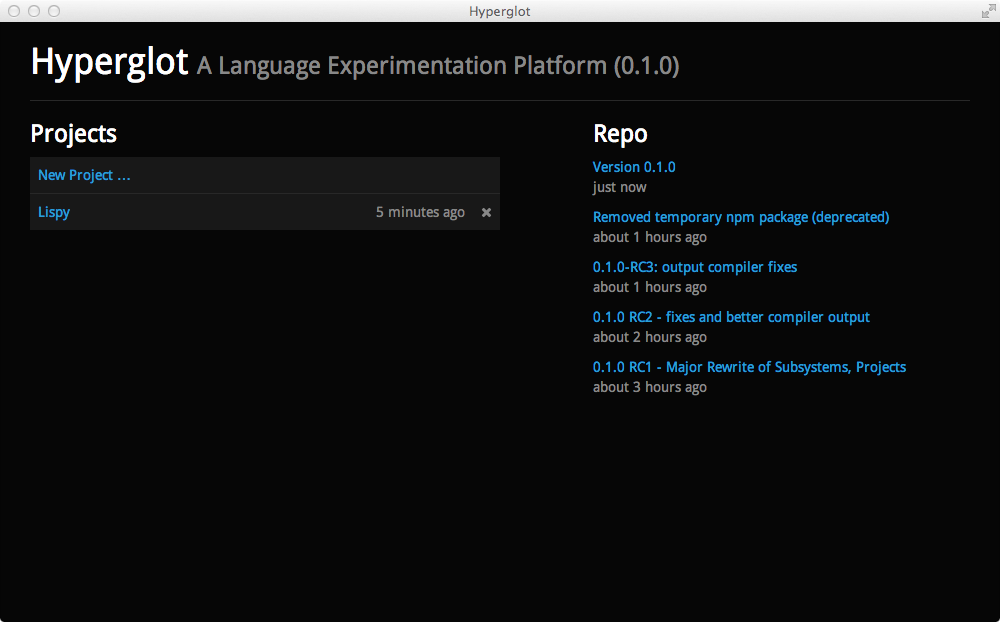 Hyperglot
Hyperglot A Language Experimentation Platform (0.1.0)
Projects
New Project ...
Lispy 5 minutes ago ✖
Repo
Version 0.1.0
just now
Removed temporary npm package (deprecated)
about 1 hours ago
0.1.0-RC3: output compiler fixes
about 1 hours ago
0.1.0 RC2 - fixes and better compiler output
about 2 hours ago
0.1.0 RC1 - Major Rewrite of Subsystems, Projects
about 3 hours ago